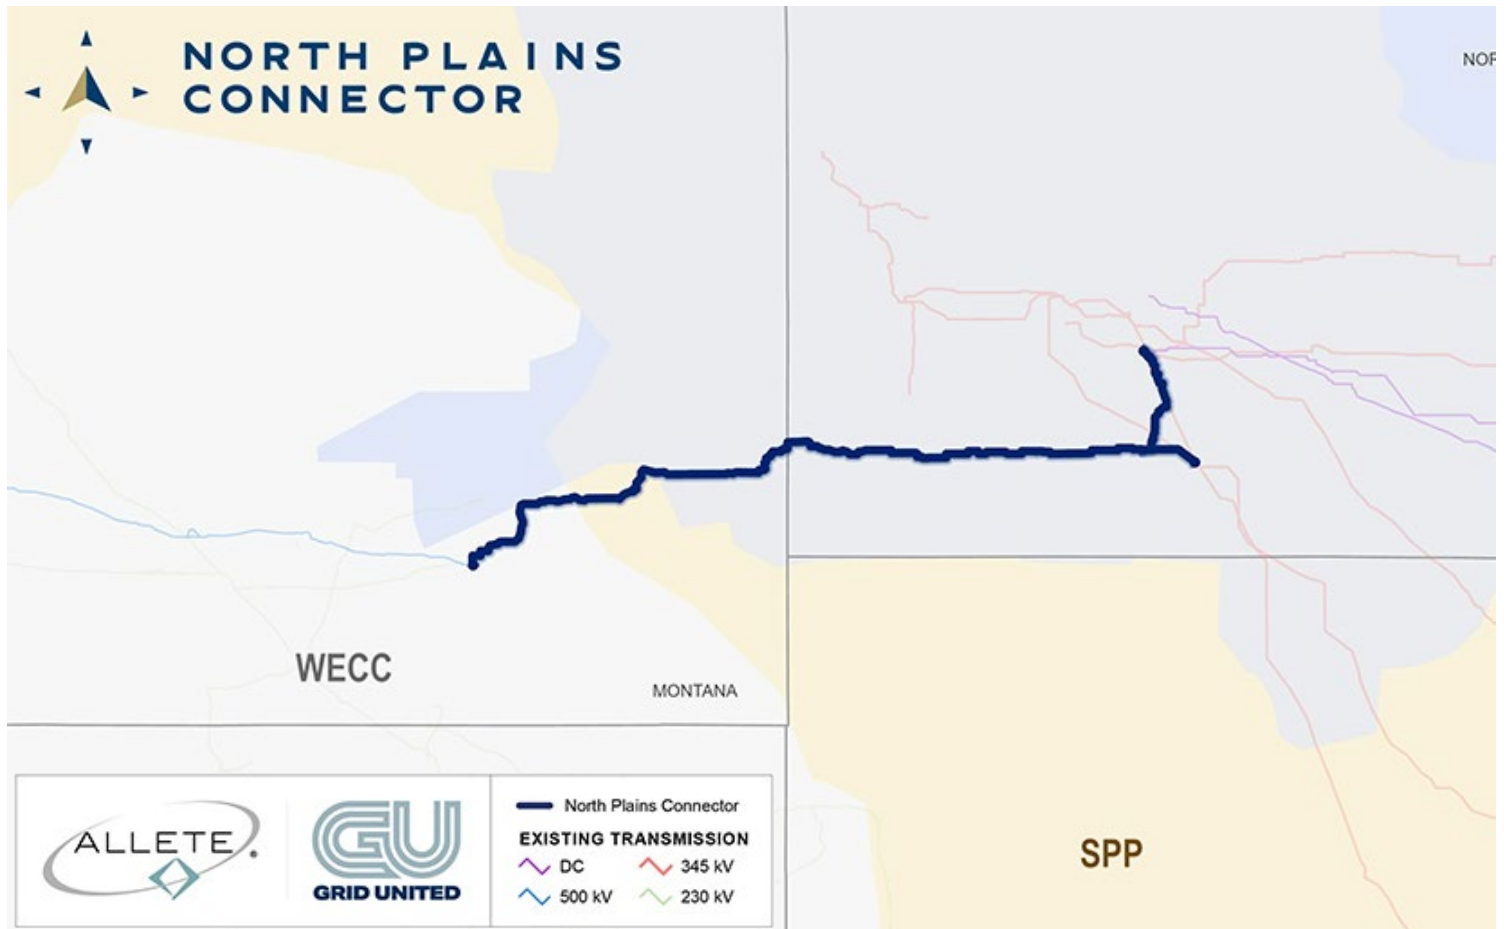 NORTH PLAINS
CONNECTOR
NOR
WECC
MONTANA
SPP
ALLETE
GRID UNITED
North Plains Connector
EXISTING TRANSMISSION
DC
345 kV
500 kV
230 kV